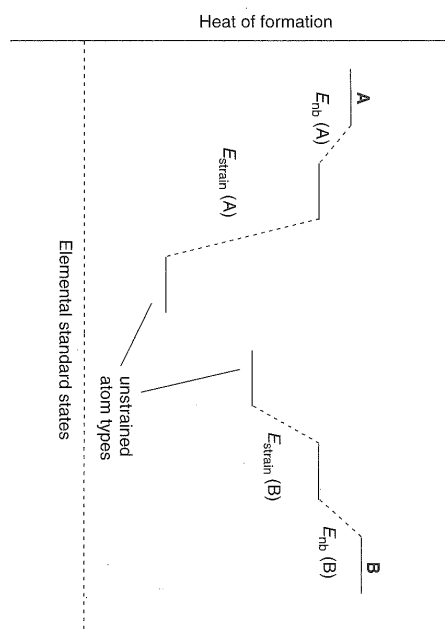 Heat of formation
A
E_nb (A)
E_strain (A)
unstrained
atom types
E_strain (B)
E_nb (B)
B
Elemental standard states